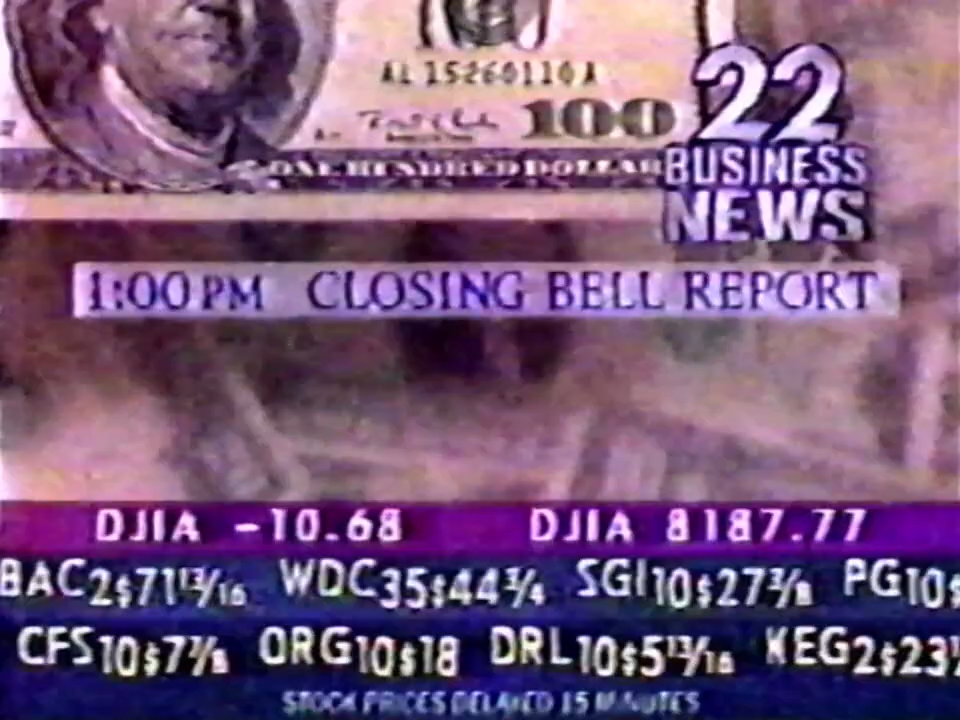 AL 15260110 A
100
ONE HUNDRED DOLLAR
22
BUSINESS
NEWS
1:00 PM CLOSING BELL REPORT
DJIA -10.68 DJIA 8187.77
BAC2$71 13/16 WDC35$44 3/4 SGI10$27 3/8 PG10$
CFS10$7 7/8 ORG10$18 DRL10$5 13/16 KEG2$23
STOCK PRICES DELAYED 15 MINUTES